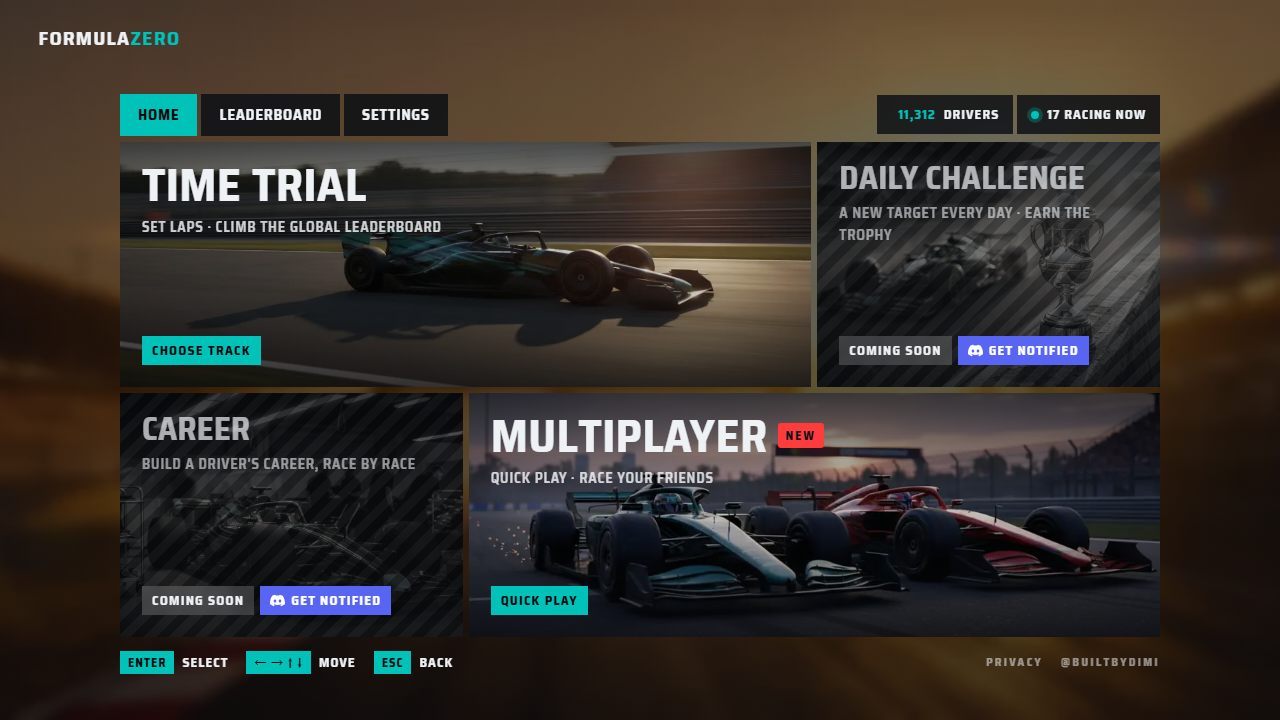 FORMULAZERO
HOME
LEADERBOARD
SETTINGS
11,312 DRIVERS
17 RACING NOW
TIME TRIAL
SET LAPS · CLIMB THE GLOBAL LEADERBOARD
CHOOSE TRACK
DAILY CHALLENGE
A NEW TARGET EVERY DAY · EARN THE
TROPHY
COMING SOON
GET NOTIFIED
CAREER
BUILD A DRIVER'S CAREER, RACE BY RACE
COMING SOON
GET NOTIFIED
MULTIPLAYER NEW
QUICK PLAY · RACE YOUR FRIENDS
QUICK PLAY
ENTER SELECT ←→↑↓ MOVE ESC BACK
PRIVACY @BUILTBYDIMI